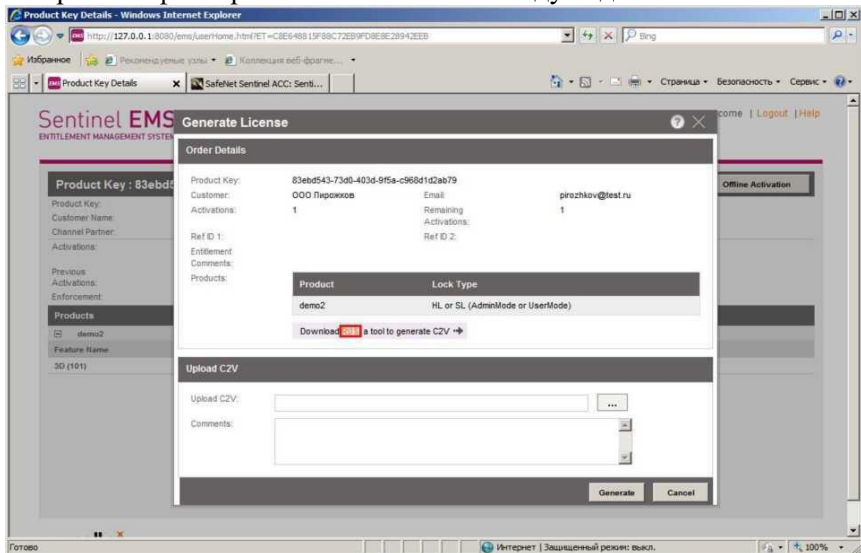 Product Key Details - Windows Internet Explorer
http://127.0.0.1:8080/ems/userHome.html?ET=C8E648815F88C72EB9FD8E8E28942EEB
Bing
Избранное Рекомендуемые узлы Коллекция веб-фрагме...
Product Key Details SafeNet Sentinel ACC: Senti... Страница Безопасность Сервис
Sentinel EMS
ENTITLEMENT MANAGEMENT SYSTEM
come | Logout | Help
Generate License
Order Details
Product Key : 83ebd5
Offline Activation
Product Key:
Customer Name:
Channel Partner:
Activations:
Previous
Activations:
Enforcement:
Products
demo2
Feature Name
3D (101)
Product Key: 83ebd543-73d0-403d-9f5a-c968d1d2ab79
Customer: ООО Пирожков Email: pirozhkov@test.ru
Activations: 1 Remaining Activations: 1
Ref ID 1: Ref ID 2:
Entitlement
Comments:
Products:
Product Lock Type
demo2 HL or SL (AdminMode or UserMode)
Download RUS a tool to generate C2V
Upload C2V
Upload C2V: ...
Comments:
Generate Cancel
Готово Интернет | Защищенный режим: выкл. 100%